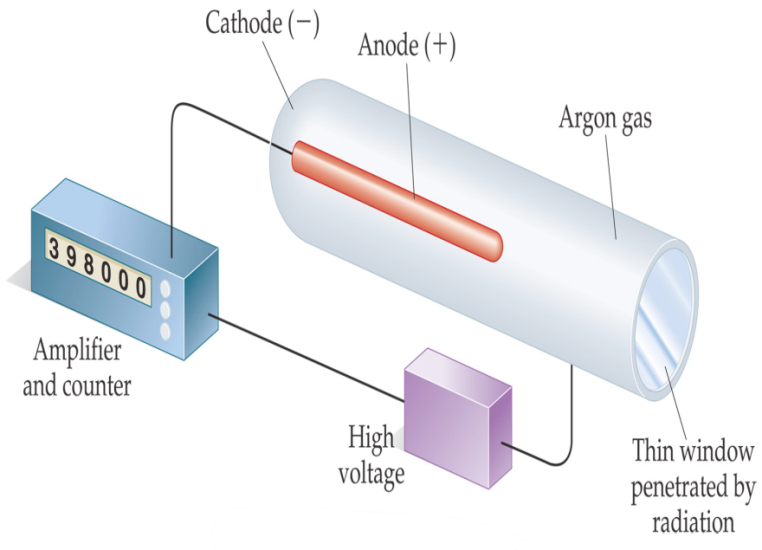 Cathode (−)
Anode (+)
Argon gas
398000
Amplifier
and counter
High
voltage
Thin window
penetrated by
radiation